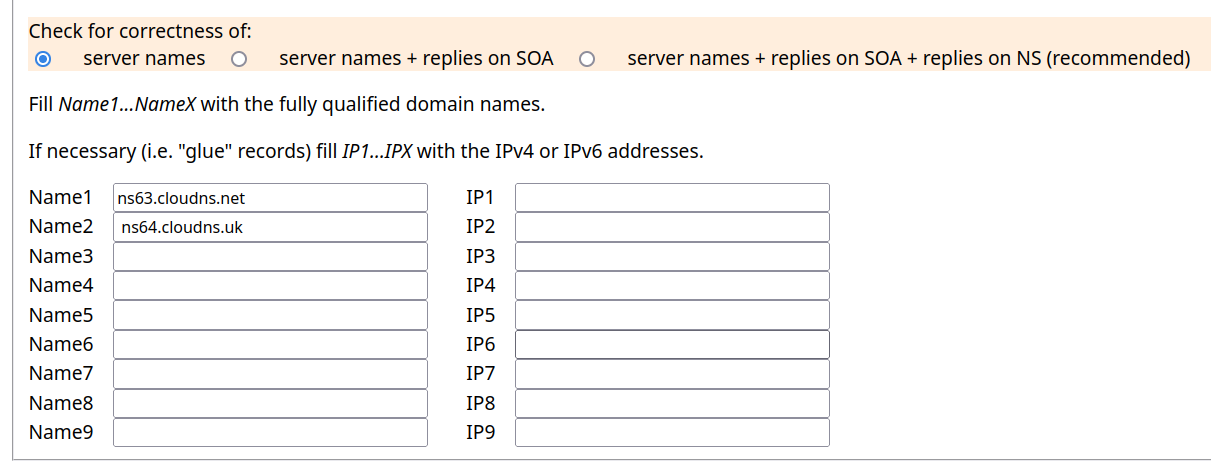 Check for correctness of:
server names server names + replies on SOA server names + replies on SOA + replies on NS (recommended)
Fill Name1...NameX with the fully qualified domain names.
If necessary (i.e. "glue" records) fill IP1...IPX with the IPv4 or IPv6 addresses.
Name1 ns63.cloudns.net IP1
Name2 ns64.cloudns.uk IP2
Name3 IP3
Name4 IP4
Name5 IP5
Name6 IP6
Name7 IP7
Name8 IP8
Name9 IP9